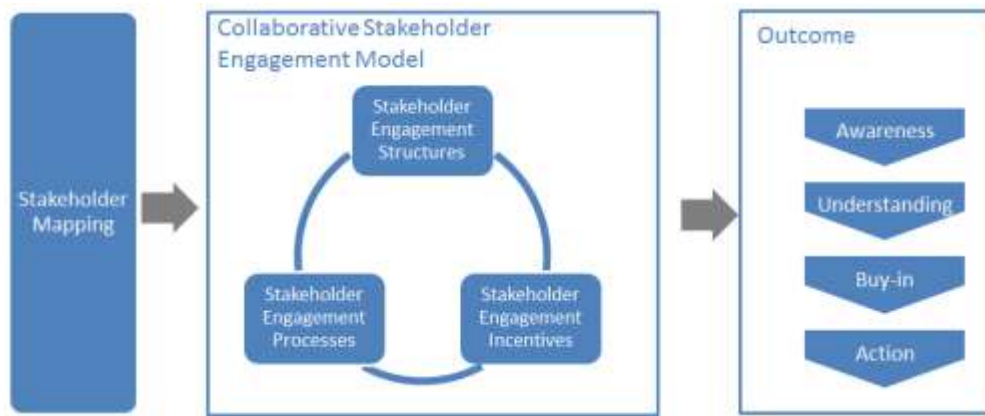 Stakeholder
Mapping
Collaborative Stakeholder
Engagement Model
Stakeholder
Engagement
Structures
Stakeholder
Engagement
Processes
Stakeholder
Engagement
Incentives
Outcome
Awareness
Understanding
Buy-in
Action